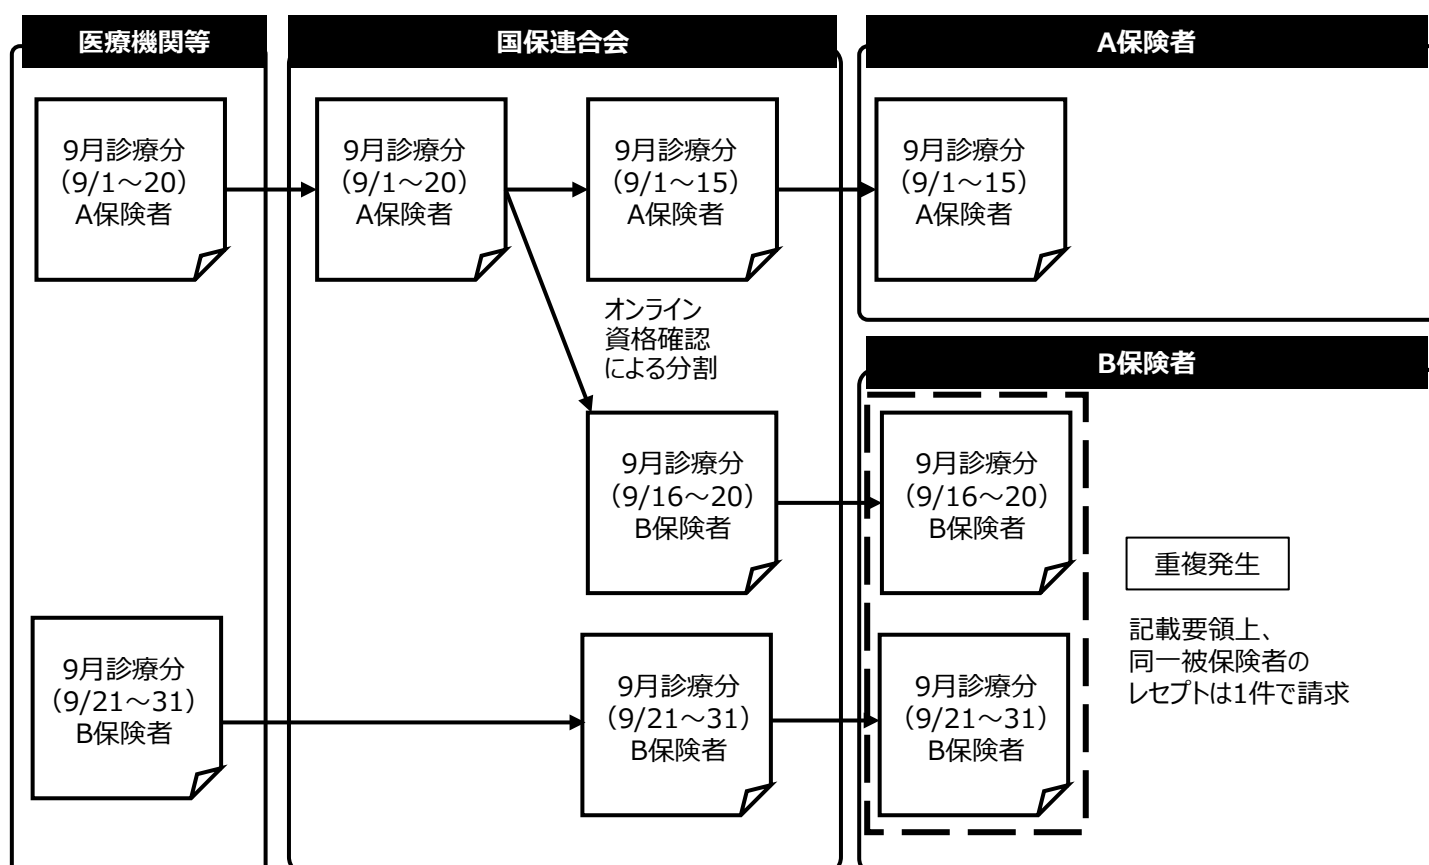 医療機関等
国保連合会
A保険者
9月診療分
（9/1～20）
A保険者
9月診療分
（9/1～20）
A保険者
9月診療分
（9/1～15）
A保険者
9月診療分
（9/1～15）
A保険者
オンライン
資格確認
による分割
B保険者
9月診療分
（9/16～20）
B保険者
9月診療分
（9/16～20）
B保険者
重複発生
記載要領上、
同一被保険者の
レセプトは1件で請求
9月診療分
（9/21～31）
B保険者
9月診療分
（9/21～31）
B保険者
9月診療分
（9/21～31）
B保険者